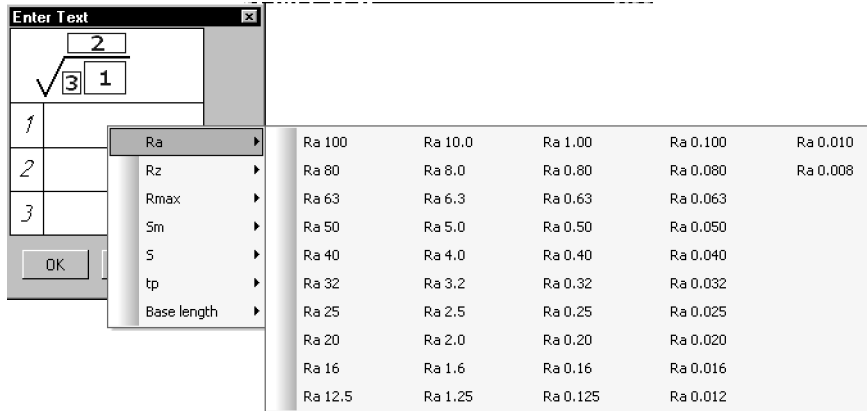 Enter Text
2
3 1
1
2
3
OK
Ra
Rz
Rmax
Sm
S
tp
Base length
Ra 100 Ra 10.0 Ra 1.00 Ra 0.100 Ra 0.010
Ra 80 Ra 8.0 Ra 0.80 Ra 0.080 Ra 0.008
Ra 63 Ra 6.3 Ra 0.63 Ra 0.063
Ra 50 Ra 5.0 Ra 0.50 Ra 0.050
Ra 40 Ra 4.0 Ra 0.40 Ra 0.040
Ra 32 Ra 3.2 Ra 0.32 Ra 0.032
Ra 25 Ra 2.5 Ra 0.25 Ra 0.025
Ra 20 Ra 2.0 Ra 0.20 Ra 0.020
Ra 16 Ra 1.6 Ra 0.16 Ra 0.016
Ra 12.5 Ra 1.25 Ra 0.125 Ra 0.012